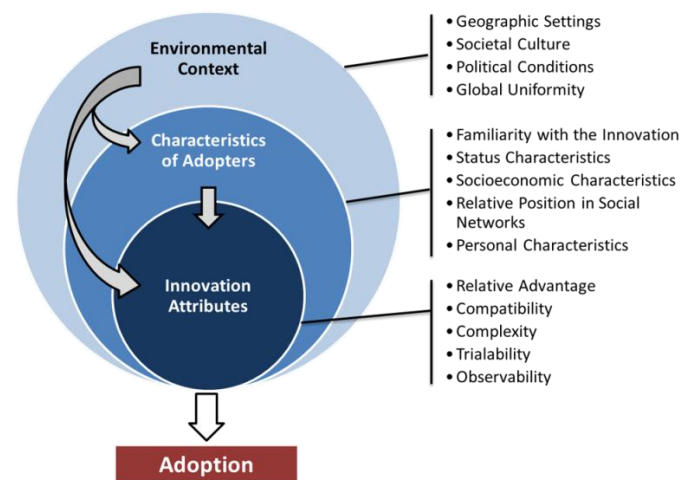 Environmental
Context
Characteristics
of Adopters
Innovation
Attributes
Adoption
• Geographic Settings
• Societal Culture
• Political Conditions
• Global Uniformity
• Familiarity with the Innovation
• Status Characteristics
• Socioeconomic Characteristics
• Relative Position in Social
Networks
• Personal Characteristics
• Relative Advantage
• Compatibility
• Complexity
• Trialability
• Observability